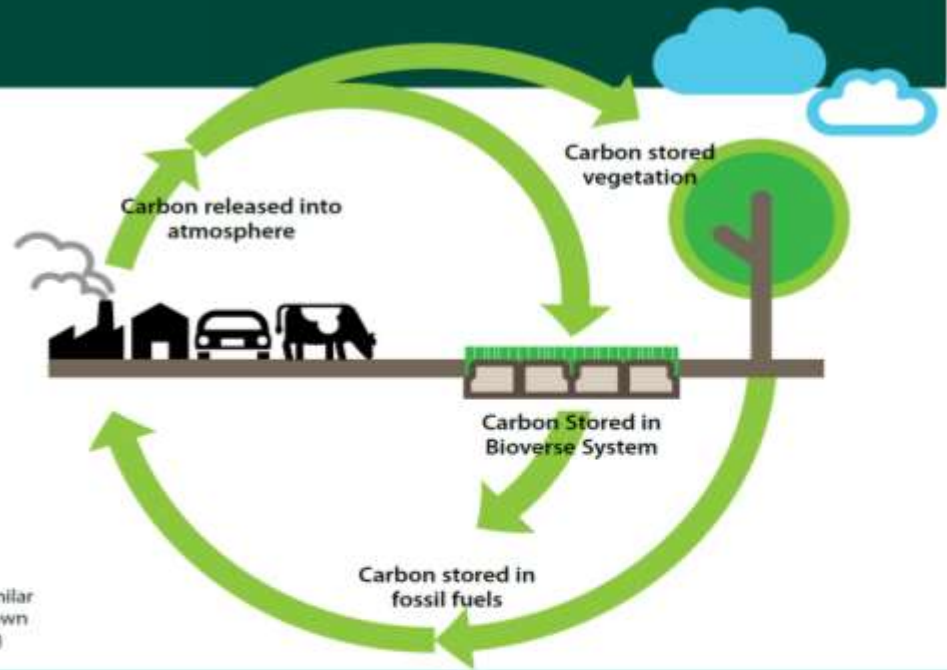 Carbon stored
vegetation
Carbon released into
atmosphere
Carbon Stored in
Bioverse System
Carbon stored in
fossil fuels